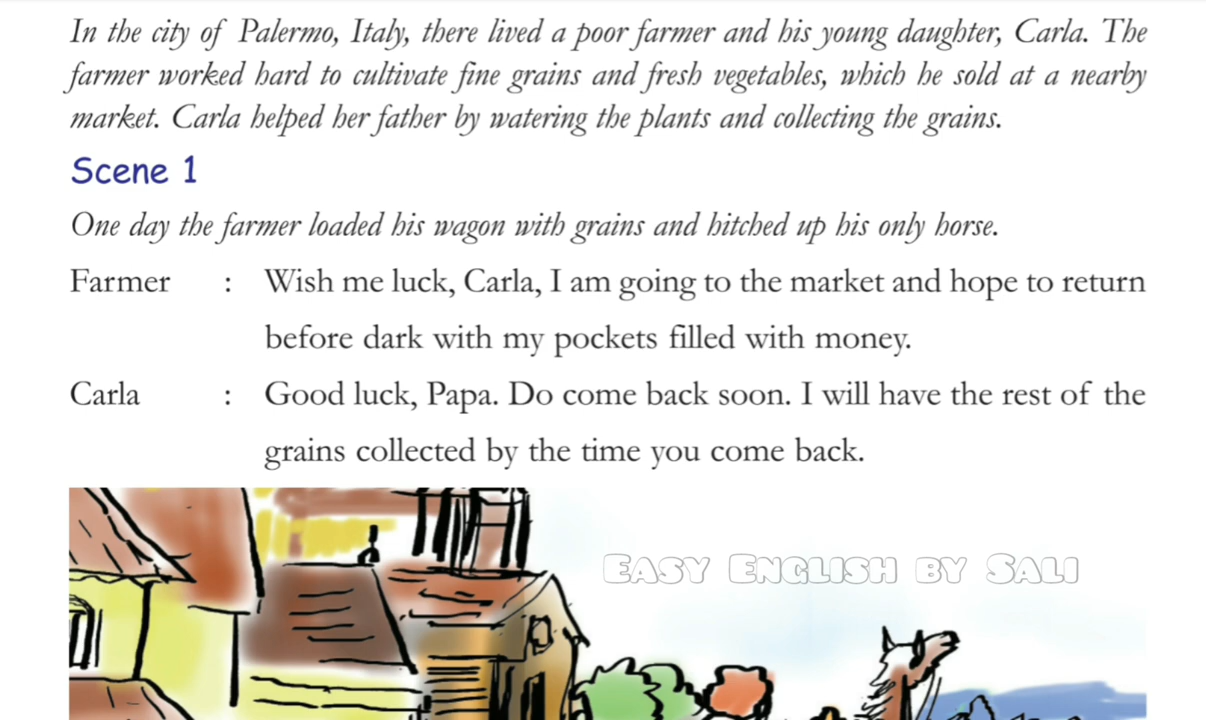 In the city of Palermo, Italy, there lived a poor farmer and his young daughter, Carla. The
farmer worked hard to cultivate fine grains and fresh vegetables, which he sold at a nearby
market. Carla helped her father by watering the plants and collecting the grains.
Scene 1
One day the farmer loaded his wagon with grains and hitched up his only horse.
Farmer : Wish me luck, Carla, I am going to the market and hope to return
before dark with my pockets filled with money.
Carla : Good luck, Papa. Do come back soon. I will have the rest of the
grains collected by the time you come back.
Easy English by Sali